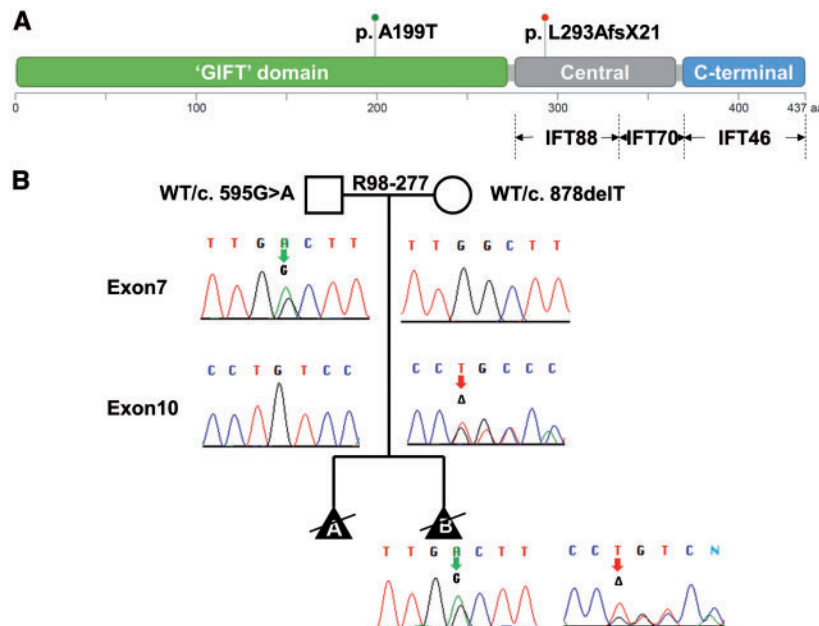 A
p. A199T
p. L293AfsX21
'GIFT' domain
Central
C-terminal
0
100
200
300
400
437 aa
IFT88
IFT70
IFT46
B
WT/c. 595G>A
R98-277
WT/c. 878delT
T T G A C T T
G
T T G G C T T
Exon7
C C T G T C C
C C T G C C C
Δ
Exon10
A
B
T T G A C T T
G
C C T G T C N
Δ